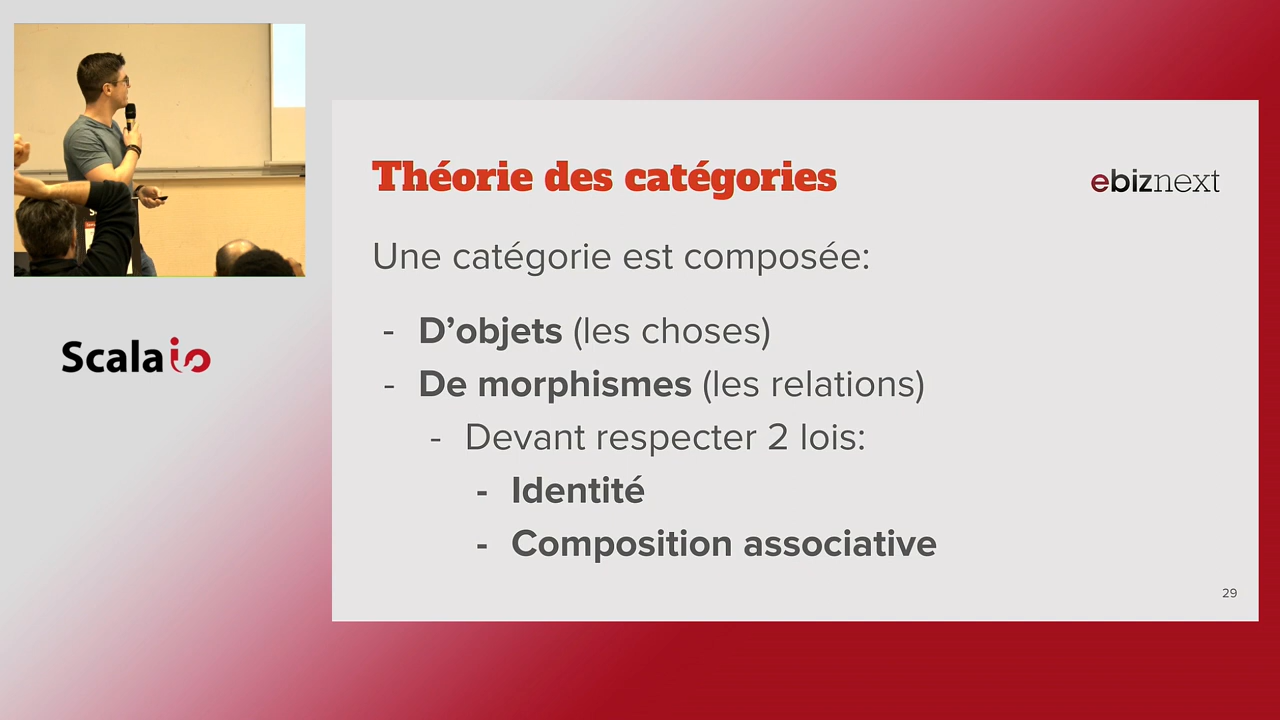 Théorie des catégories
ebiznext
Une catégorie est composée:
- D'objets (les choses)
- De morphismes (les relations)
- Devant respecter 2 lois:
- Identité
- Composition associative
29
Scala io